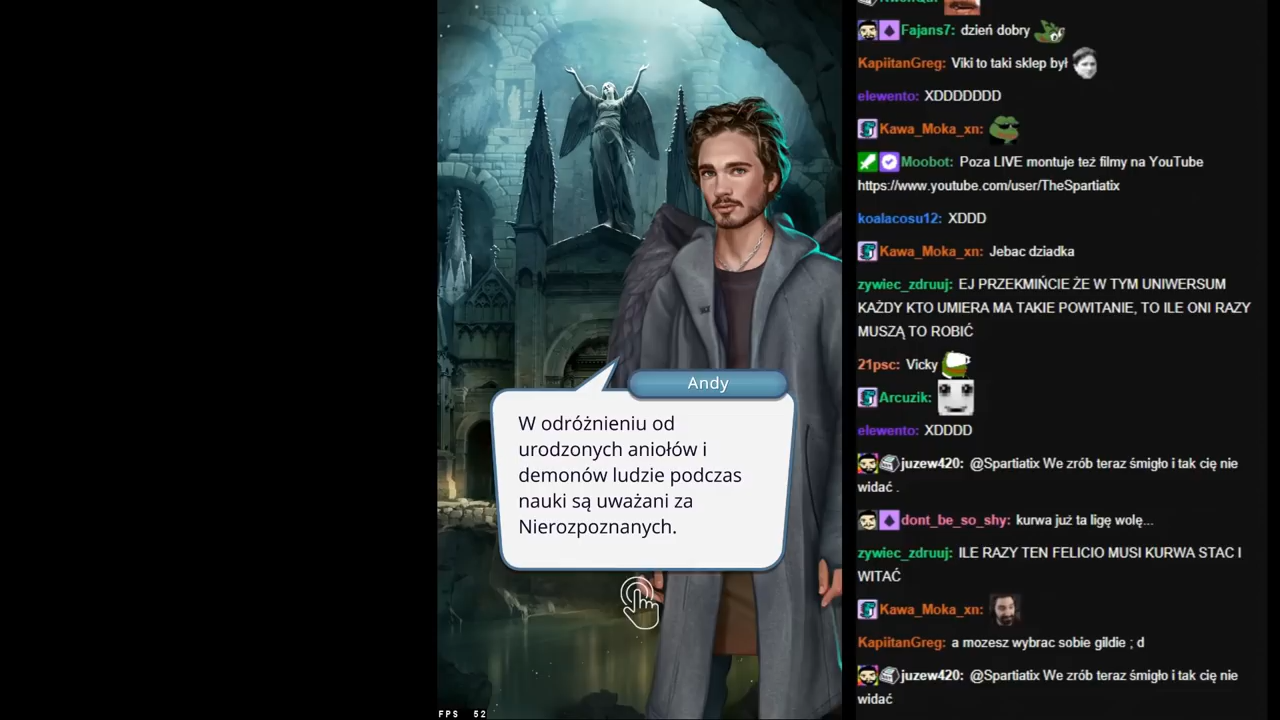 Andy
W odróżnieniu od
urodzonych aniołów i
demonów ludzie podczas
nauki są uważani za
Nierozpoznanych.
FPS 52
Fajans7: dzień dobry
KapiitanGreg: Viki to taki sklep był
elewento: XDDDDDDD
Kawa_Moka_xn:
Moobot: Poza LIVE montuje też filmy na YouTube
https://www.youtube.com/user/TheSpartiatix
koalacosu12: XDDD
Kawa_Moka_xn: Jebac dziadka
zywiec_zdruuj: EJ PRZEKMIŃCIE ŻE W TYM UNIWERSUM
KAŻDY KTO UMIERA MA TAKIE POWITANIE, TO ILE ONI RAZY
MUSZĄ TO ROBIĆ
21psc: Vicky
Arcuzik:
elewento: XDDDD
juzew420: @Spartiatix We zrób teraz śmigło i tak cię nie
widać .
dont_be_so_shy: kurwa już ta ligę wolę...
zywiec_zdruuj: ILE RAZY TEN FELICIO MUSI KURWA STAC I
WITAĆ
Kawa_Moka_xn:
KapiitanGreg: a mozesz wybrac sobie gildie ; d
juzew420: @Spartiatix We zrób teraz śmigło i tak cię nie
widać